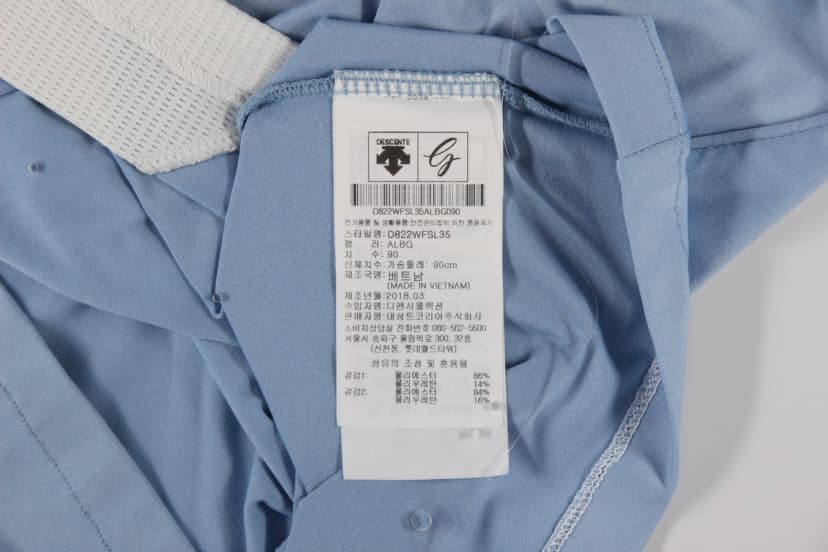 DESCENTE
D822WFSL35ALBG090
전기용품 및 생활용품 안전관리법에 의한 품질표시
스타일명: D822WFSL35
컬 러: ALBG
치 수: 90
신체치수: 가슴둘레: 90cm
제조국명: 베트남
(MADE IN VIETNAM)
제조년월: 2018.03
수입자명: 디앤시콜렉션
판매자명: 데상트코리아주식회사
소비자상담실 전화번호 080-562-5600
서울시 송파구 올림픽로 300, 32층
(신천동, 롯데월드타워)
섬유의 조성 및 혼용율
겉감1: 폴리에스터 86%
폴리우레탄 14%
겉감2: 폴리에스터 84%
폴리우레탄 16%